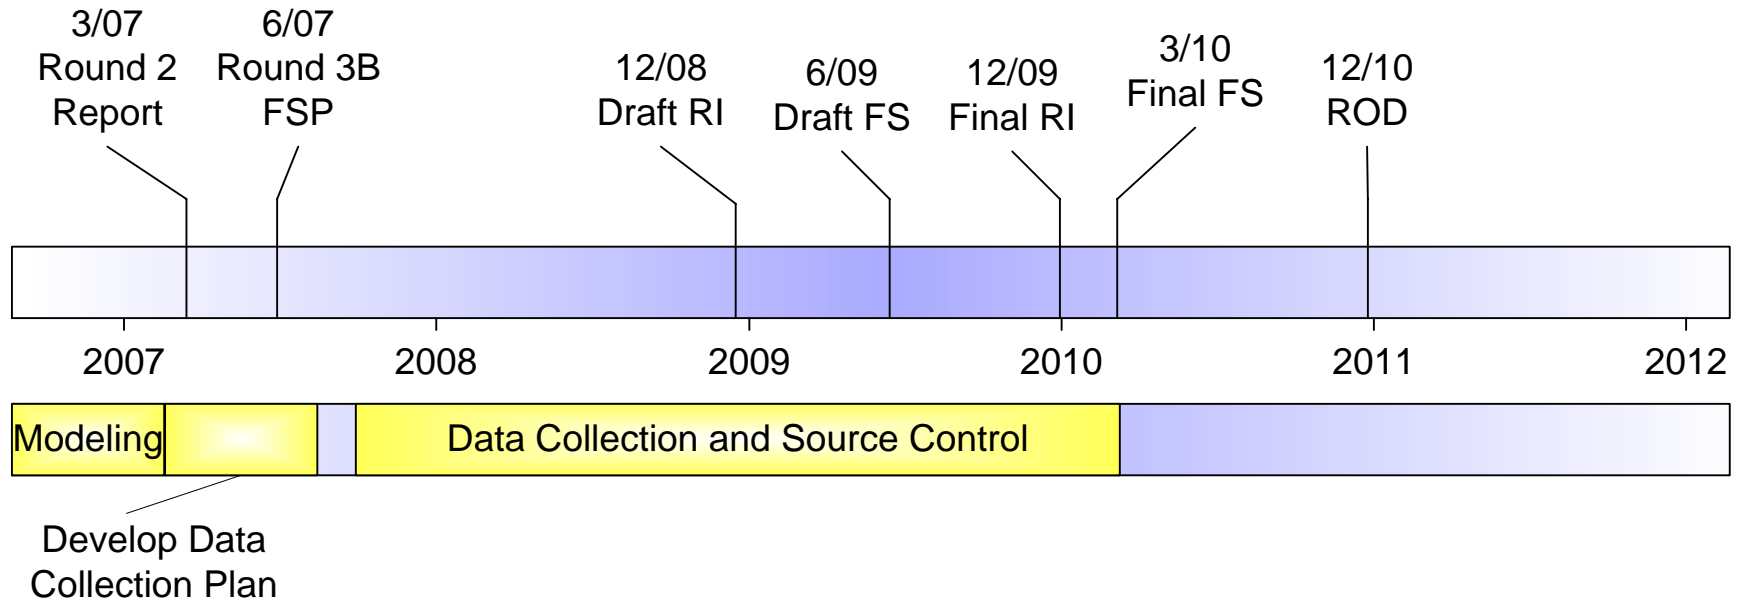 3/07
Round 2
Report
6/07
Round 3B
FSP
12/08
Draft RI
6/09
Draft FS
12/09
Final RI
3/10
Final FS
12/10
ROD
2007
2008
2009
2010
2011
2012
Modeling
Data Collection and Source Control
Develop Data
Collection Plan